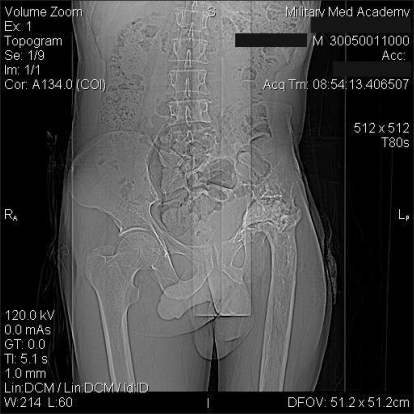 Volume Zoom
Ex: 1
Topogram
Se: 1/9
Im: 1/1
Cor: A134.0 (COI)
S
Military Med Academy
M 30050011000
Acc:
Acq Tm: 08:54:13.406507
512 x 512
T80s
RA
LP
120.0 kV
0.0 mAs
GT: 0.0
TI: 5.1 s
1.0 mm
Lin:DCM / Lin:DCM / Id:ID
W:214 L:60
I
DFOV: 51.2 x 51.2cm